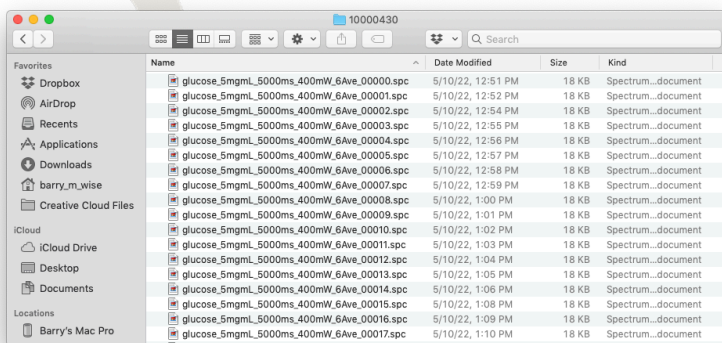 10000430
Search
Favorites
Dropbox
AirDrop
Recents
Applications
Downloads
barry_m_wise
Creative Cloud Files
iCloud
iCloud Drive
Desktop
Documents
Locations
Barry's Mac Pro
Name Date Modified Size Kind
glucose_5mgmL_5000ms_400mW_6Ave_00000.spc 5/10/22, 12:51 PM 18 KB Spectrum...document
glucose_5mgmL_5000ms_400mW_6Ave_00001.spc 5/10/22, 12:52 PM 18 KB Spectrum...document
glucose_5mgmL_5000ms_400mW_6Ave_00002.spc 5/10/22, 12:54 PM 18 KB Spectrum...document
glucose_5mgmL_5000ms_400mW_6Ave_00003.spc 5/10/22, 12:55 PM 18 KB Spectrum...document
glucose_5mgmL_5000ms_400mW_6Ave_00004.spc 5/10/22, 12:56 PM 18 KB Spectrum...document
glucose_5mgmL_5000ms_400mW_6Ave_00005.spc 5/10/22, 12:57 PM 18 KB Spectrum...document
glucose_5mgmL_5000ms_400mW_6Ave_00006.spc 5/10/22, 12:58 PM 18 KB Spectrum...document
glucose_5mgmL_5000ms_400mW_6Ave_00007.spc 5/10/22, 12:59 PM 18 KB Spectrum...document
glucose_5mgmL_5000ms_400mW_6Ave_00008.spc 5/10/22, 1:00 PM 18 KB Spectrum...document
glucose_5mgmL_5000ms_400mW_6Ave_00009.spc 5/10/22, 1:01 PM 18 KB Spectrum...document
glucose_5mgmL_5000ms_400mW_6Ave_00010.spc 5/10/22, 1:02 PM 18 KB Spectrum...document
glucose_5mgmL_5000ms_400mW_6Ave_00011.spc 5/10/22, 1:03 PM 18 KB Spectrum...document
glucose_5mgmL_5000ms_400mW_6Ave_00012.spc 5/10/22, 1:04 PM 18 KB Spectrum...document
glucose_5mgmL_5000ms_400mW_6Ave_00013.spc 5/10/22, 1:05 PM 18 KB Spectrum...document
glucose_5mgmL_5000ms_400mW_6Ave_00014.spc 5/10/22, 1:06 PM 18 KB Spectrum...document
glucose_5mgmL_5000ms_400mW_6Ave_00015.spc 5/10/22, 1:08 PM 18 KB Spectrum...document
glucose_5mgmL_5000ms_400mW_6Ave_00016.spc 5/10/22, 1:09 PM 18 KB Spectrum...document
glucose_5mgmL_5000ms_400mW_6Ave_00017.spc 5/10/22, 1:10 PM 18 KB Spectrum...document